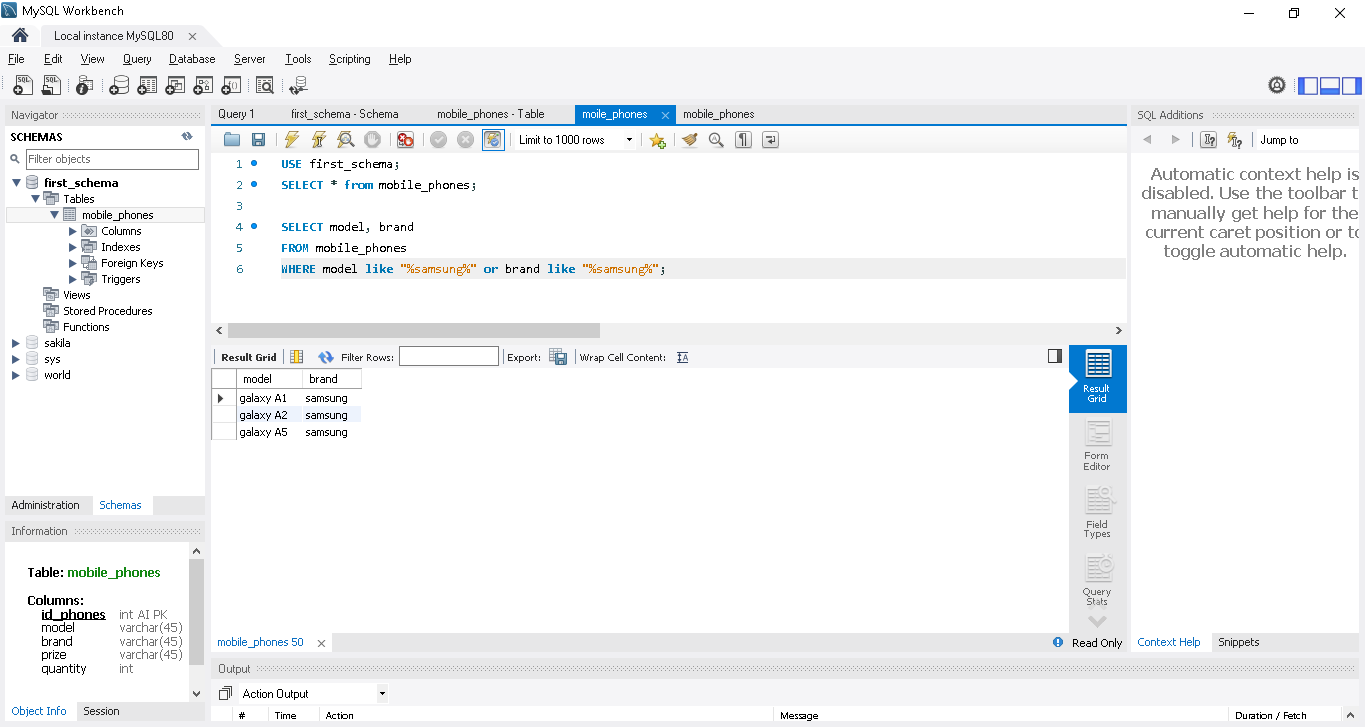 MySQL Workbench
Local instance MySQL80
File Edit View Query Database Server Tools Scripting Help
Navigator
SCHEMAS
Filter objects
first_schema
Tables
mobile_phones
Columns
Indexes
Foreign Keys
Triggers
Views
Stored Procedures
Functions
sakila
sys
world
Administration Schemas
Information
Table: mobile_phones
Columns:
id_phones int AI PK
model varchar(45)
brand varchar(45)
prize varchar(45)
quantity int
Object Info Session
Query 1 first_schema - Schema mobile_phones - Table moile_phones mobile_phones
Limit to 1000 rows
1 USE first_schema;
2 SELECT * from mobile_phones;
3
4 SELECT model, brand
5 FROM mobile_phones
6 WHERE model like "%samsung%" or brand like "%samsung%";
Result Grid Filter Rows: Export: Wrap Cell Content:
model brand
galaxy A1 samsung
galaxy A2 samsung
galaxy A5 samsung
Result
Grid
Form
Editor
Field
Types
Query
Stats
mobile_phones 50 Read Only
Output
Action Output
# Time Action Message Duration / Fetch
SQL Additions
Jump to
Automatic context help is
disabled. Use the toolbar t
manually get help for the
current caret position or to
toggle automatic help.
Context Help Snippets